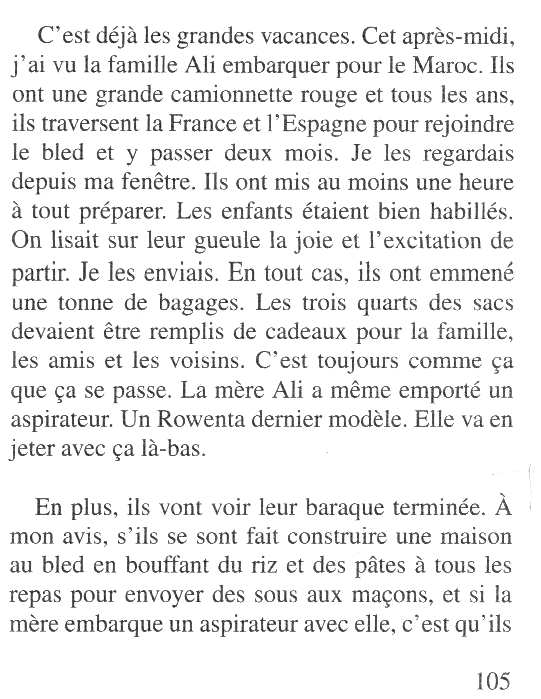 C'est déjà les grandes vacances. Cet après-midi,
j'ai vu la famille Ali embarquer pour le Maroc. Ils
ont une grande camionnette rouge et tous les ans,
ils traversent la France et l'Espagne pour rejoindre
le bled et y passer deux mois. Je les regardais
depuis ma fenêtre. Ils ont mis au moins une heure
à tout préparer. Les enfants étaient bien habillés.
On lisait sur leur gueule la joie et l'excitation de
partir. Je les enviais. En tout cas, ils ont emmené
une tonne de bagages. Les trois quarts des sacs
devaient être remplis de cadeaux pour la famille,
les amis et les voisins. C'est toujours comme ça
que ça se passe. La mère Ali a même emporté un
aspirateur. Un Rowenta dernier modèle. Elle va en
jeter avec ça là-bas.
En plus, ils vont voir leur baraque terminée. À
mon avis, s'ils se sont fait construire une maison
au bled en bouffant du riz et des pâtes à tous les
repas pour envoyer des sous aux maçons, et si la
mère embarque un aspirateur avec elle, c'est qu'ils
105